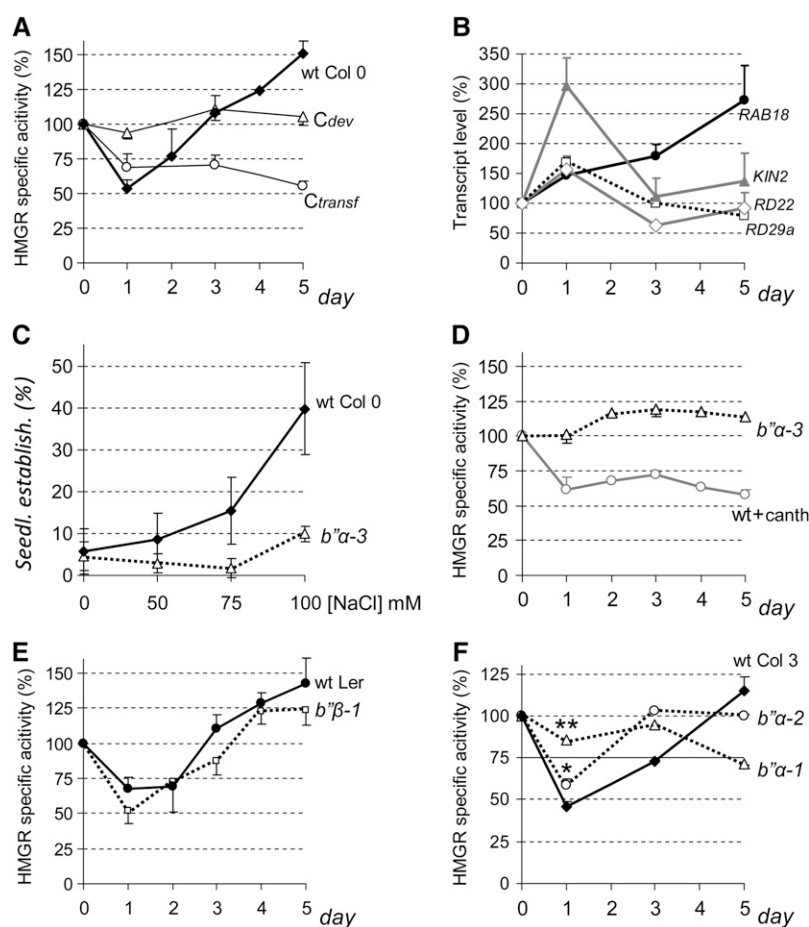 A
HMGR specific acitivity (%)
150
125
100
75
50
25
0
wt Col 0
Cdev
Ctransf
0 1 2 3 4 5 day
B
Transcript level (%)
350
300
250
200
150
100
50
0
RAB18
KIN2
RD22
RD29a
0 1 2 3 4 5 day
C
Seedl. establish. (%)
50
40
30
20
10
0
wt Col 0
b"α-3
0 50 75 100 [NaCl] mM
D
HMGR specific acitivity (%)
150
125
100
75
50
25
0
b"α-3
wt+canth
0 1 2 3 4 5 day
E
HMGR specific acitivity (%)
150
125
100
75
50
25
0
wt Ler
b"β-1
0 1 2 3 4 5 day
F
HMGR specific acitivity (%)
150
125
100
75
50
25
0
wt Col 3
**
*
b"α-2
b"α-1
0 1 2 3 4 5 day